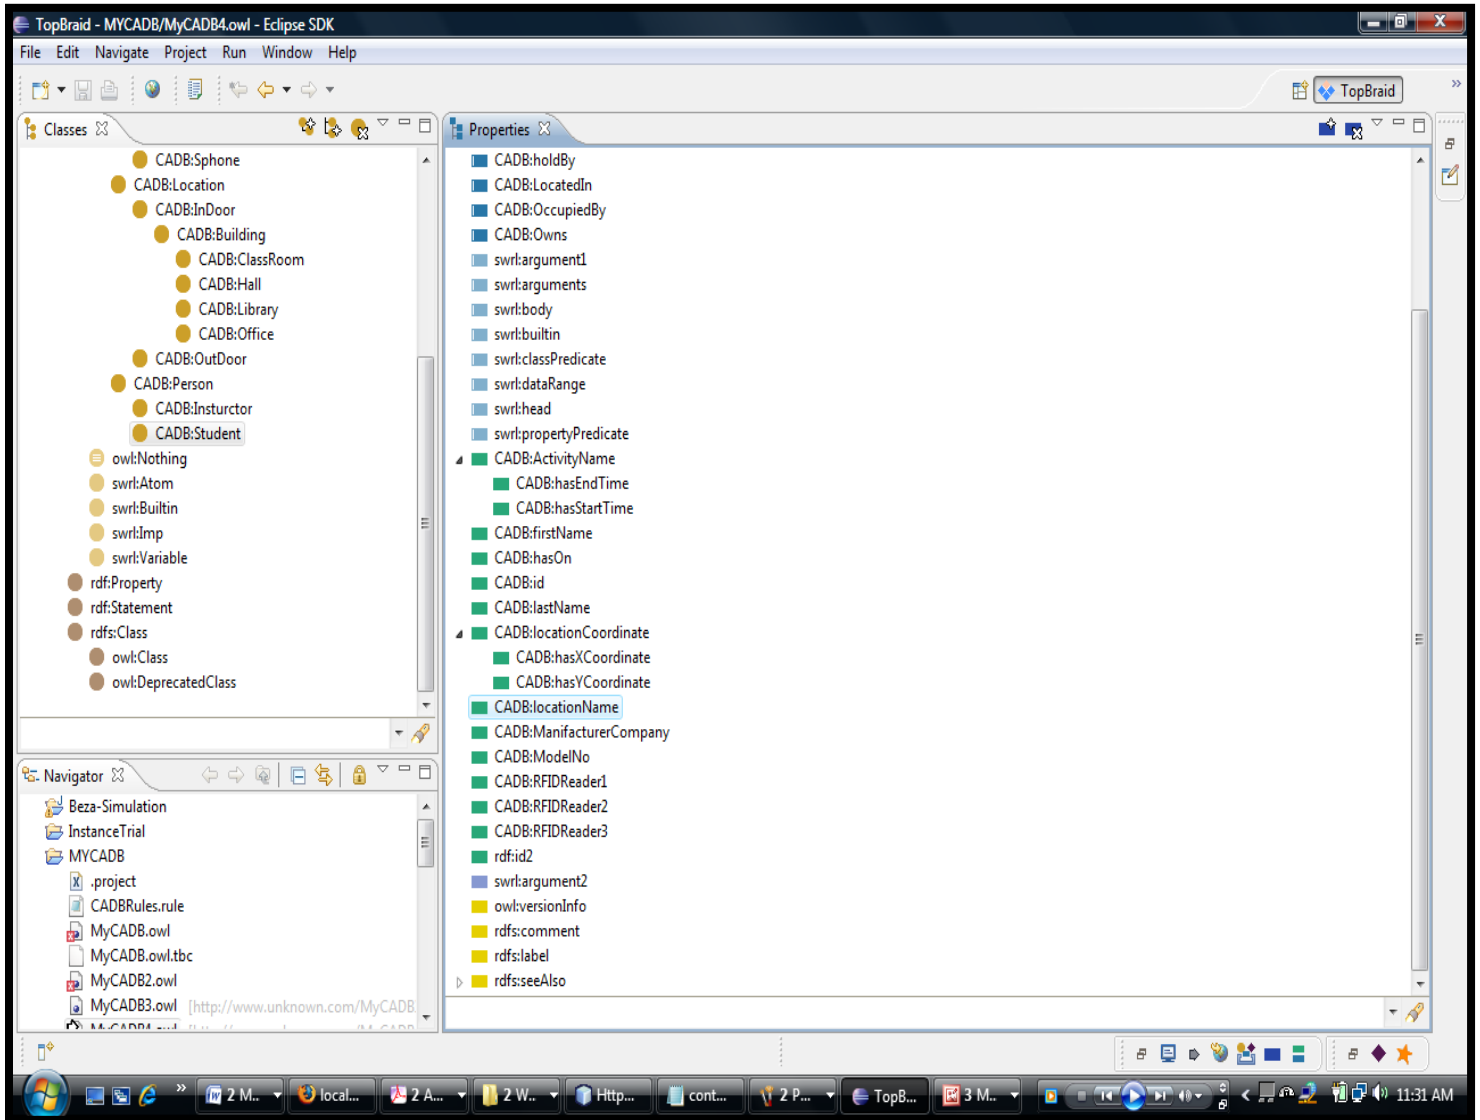 TopBraid - MYCADB/MyCADB4.owl - Eclipse SDK
File Edit Navigate Project Run Window Help
TopBraid
Classes
CADB:Sphone
CADB:Location
CADB:InDoor
CADB:Building
CADB:ClassRoom
CADB:Hall
CADB:Library
CADB:Office
CADB:OutDoor
CADB:Person
CADB:Insturctor
CADB:Student
owl:Nothing
swrl:Atom
swrl:Builtin
swrl:Imp
swrl:Variable
rdf:Property
rdf:Statement
rdfs:Class
owl:Class
owl:DeprecatedClass
Navigator
Beza-Simulation
InstanceTrial
MYCADB
.project
CADBRules.rule
MyCADB.owl
MyCADB.owl.tbc
MyCADB2.owl
MyCADB3.owl [http://www.unknown.com/MyCADB
Properties
CADB:holdBy
CADB:LocatedIn
CADB:OccupiedBy
CADB:Owns
swrl:argument1
swrl:arguments
swrl:body
swrl:builtin
swrl:classPredicate
swrl:dataRange
swrl:head
swrl:propertyPredicate
CADB:ActivityName
CADB:hasEndTime
CADB:hasStartTime
CADB:firstName
CADB:hasOn
CADB:id
CADB:lastName
CADB:locationCoordinate
CADB:hasXCoordinate
CADB:hasYCoordinate
CADB:locationName
CADB:ManifacturerCompany
CADB:ModelNo
CADB:RFIDReader1
CADB:RFIDReader2
CADB:RFIDReader3
rdf:id2
swrl:argument2
owl:versionInfo
rdfs:comment
rdfs:label
rdfs:seeAlso
2 M... local... 2 A... 2 W... Http... cont... 2 P... TopB... 3 M... 11:31 AM